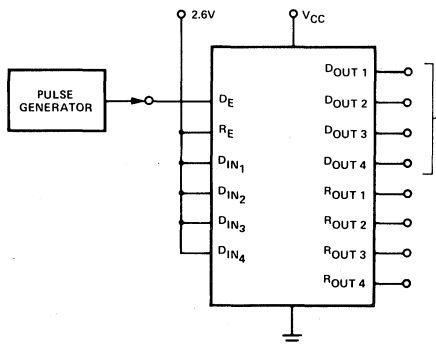 2.6V
VCC
PULSE
GENERATOR
DE
RE
DIN1
DIN2
DIN3
DIN4
DOUT 1
DOUT 2
DOUT 3
DOUT 4
ROUT 1
ROUT 2
ROUT 3
ROUT 4